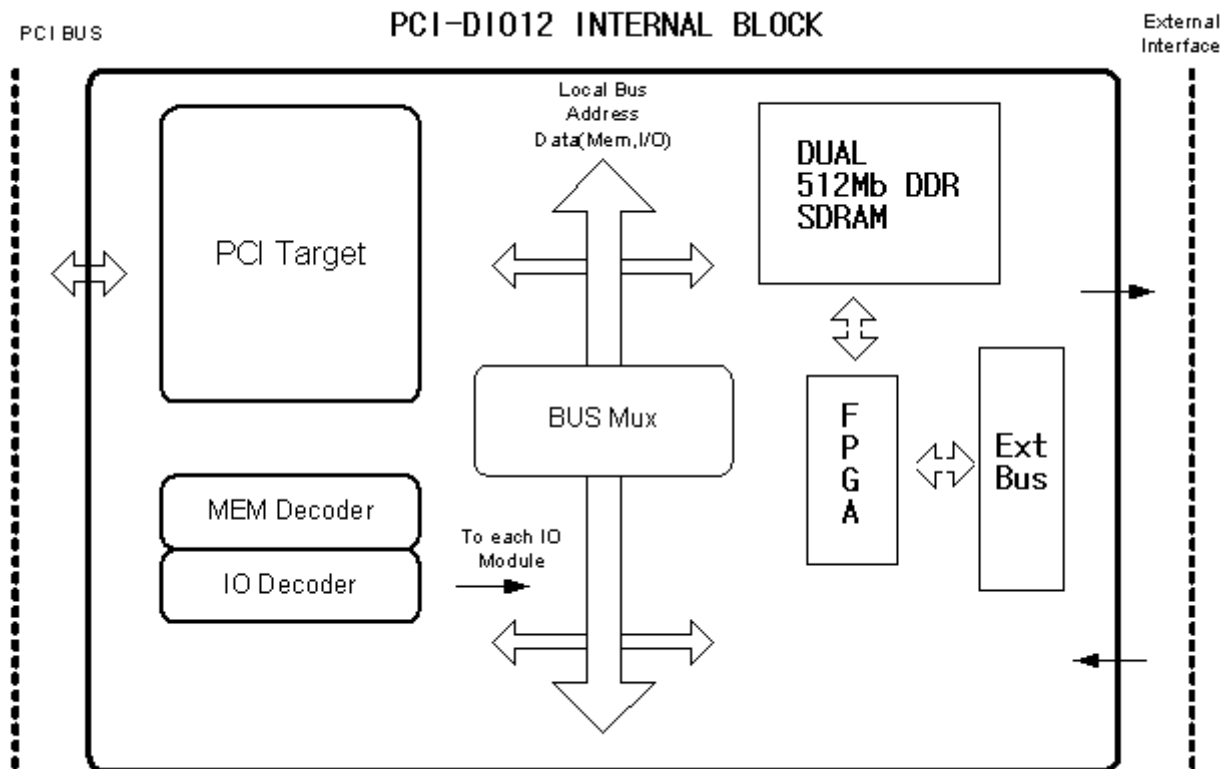 PCI BUS
PCI-DIO12 INTERNAL BLOCK
External
Interface
Local Bus
Address
Data(Mem,I/O)
DUAL
512Mb DDR
SDRAM
PCI Target
BUS Mux
F
P
G
A
Ext
Bus
MEM Decoder
IO Decoder
To each IO
Module